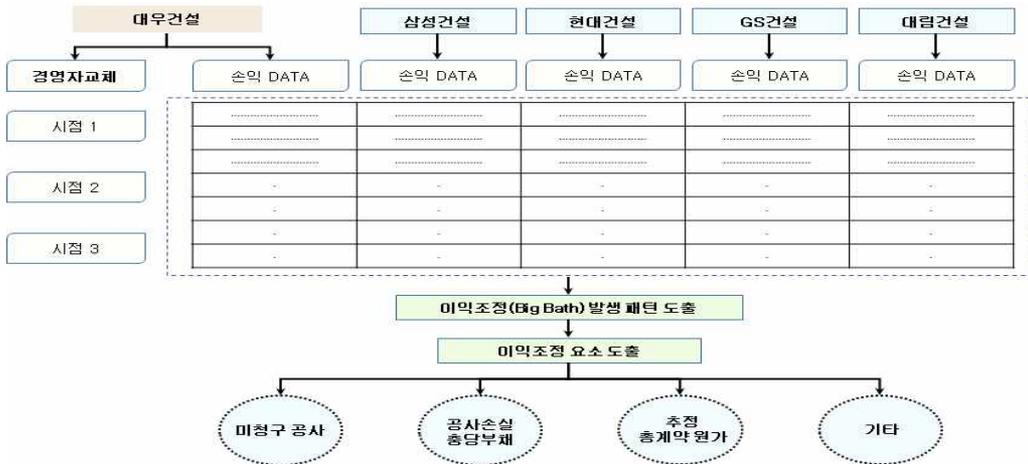 대우건설
삼성건설
현대건설
GS건설
대림건설
경영자교체
손익 DATA
손익 DATA
손익 DATA
손익 DATA
손익 DATA
시점 1
시점 2
시점 3
이익조정(Big Bath) 발생 패턴 도출
이익조정 요소 도출
미청구 공사
공사손실
충당부채
추정
총계약 원가
기타